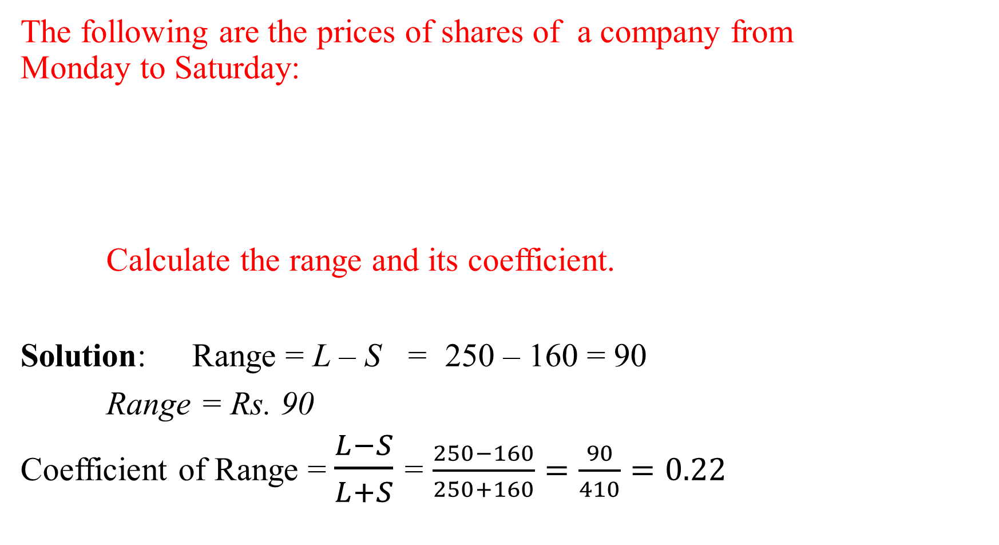 The following are the prices of shares of a company from
Monday to Saturday:
Calculate the range and its coefficient.
Solution: Range = L – S = 250 – 160 = 90
Range = Rs. 90
Coefficient of Range = \frac{L−S}{L+S} = \frac{250−160}{250+160} = \frac{90}{410} = 0.22